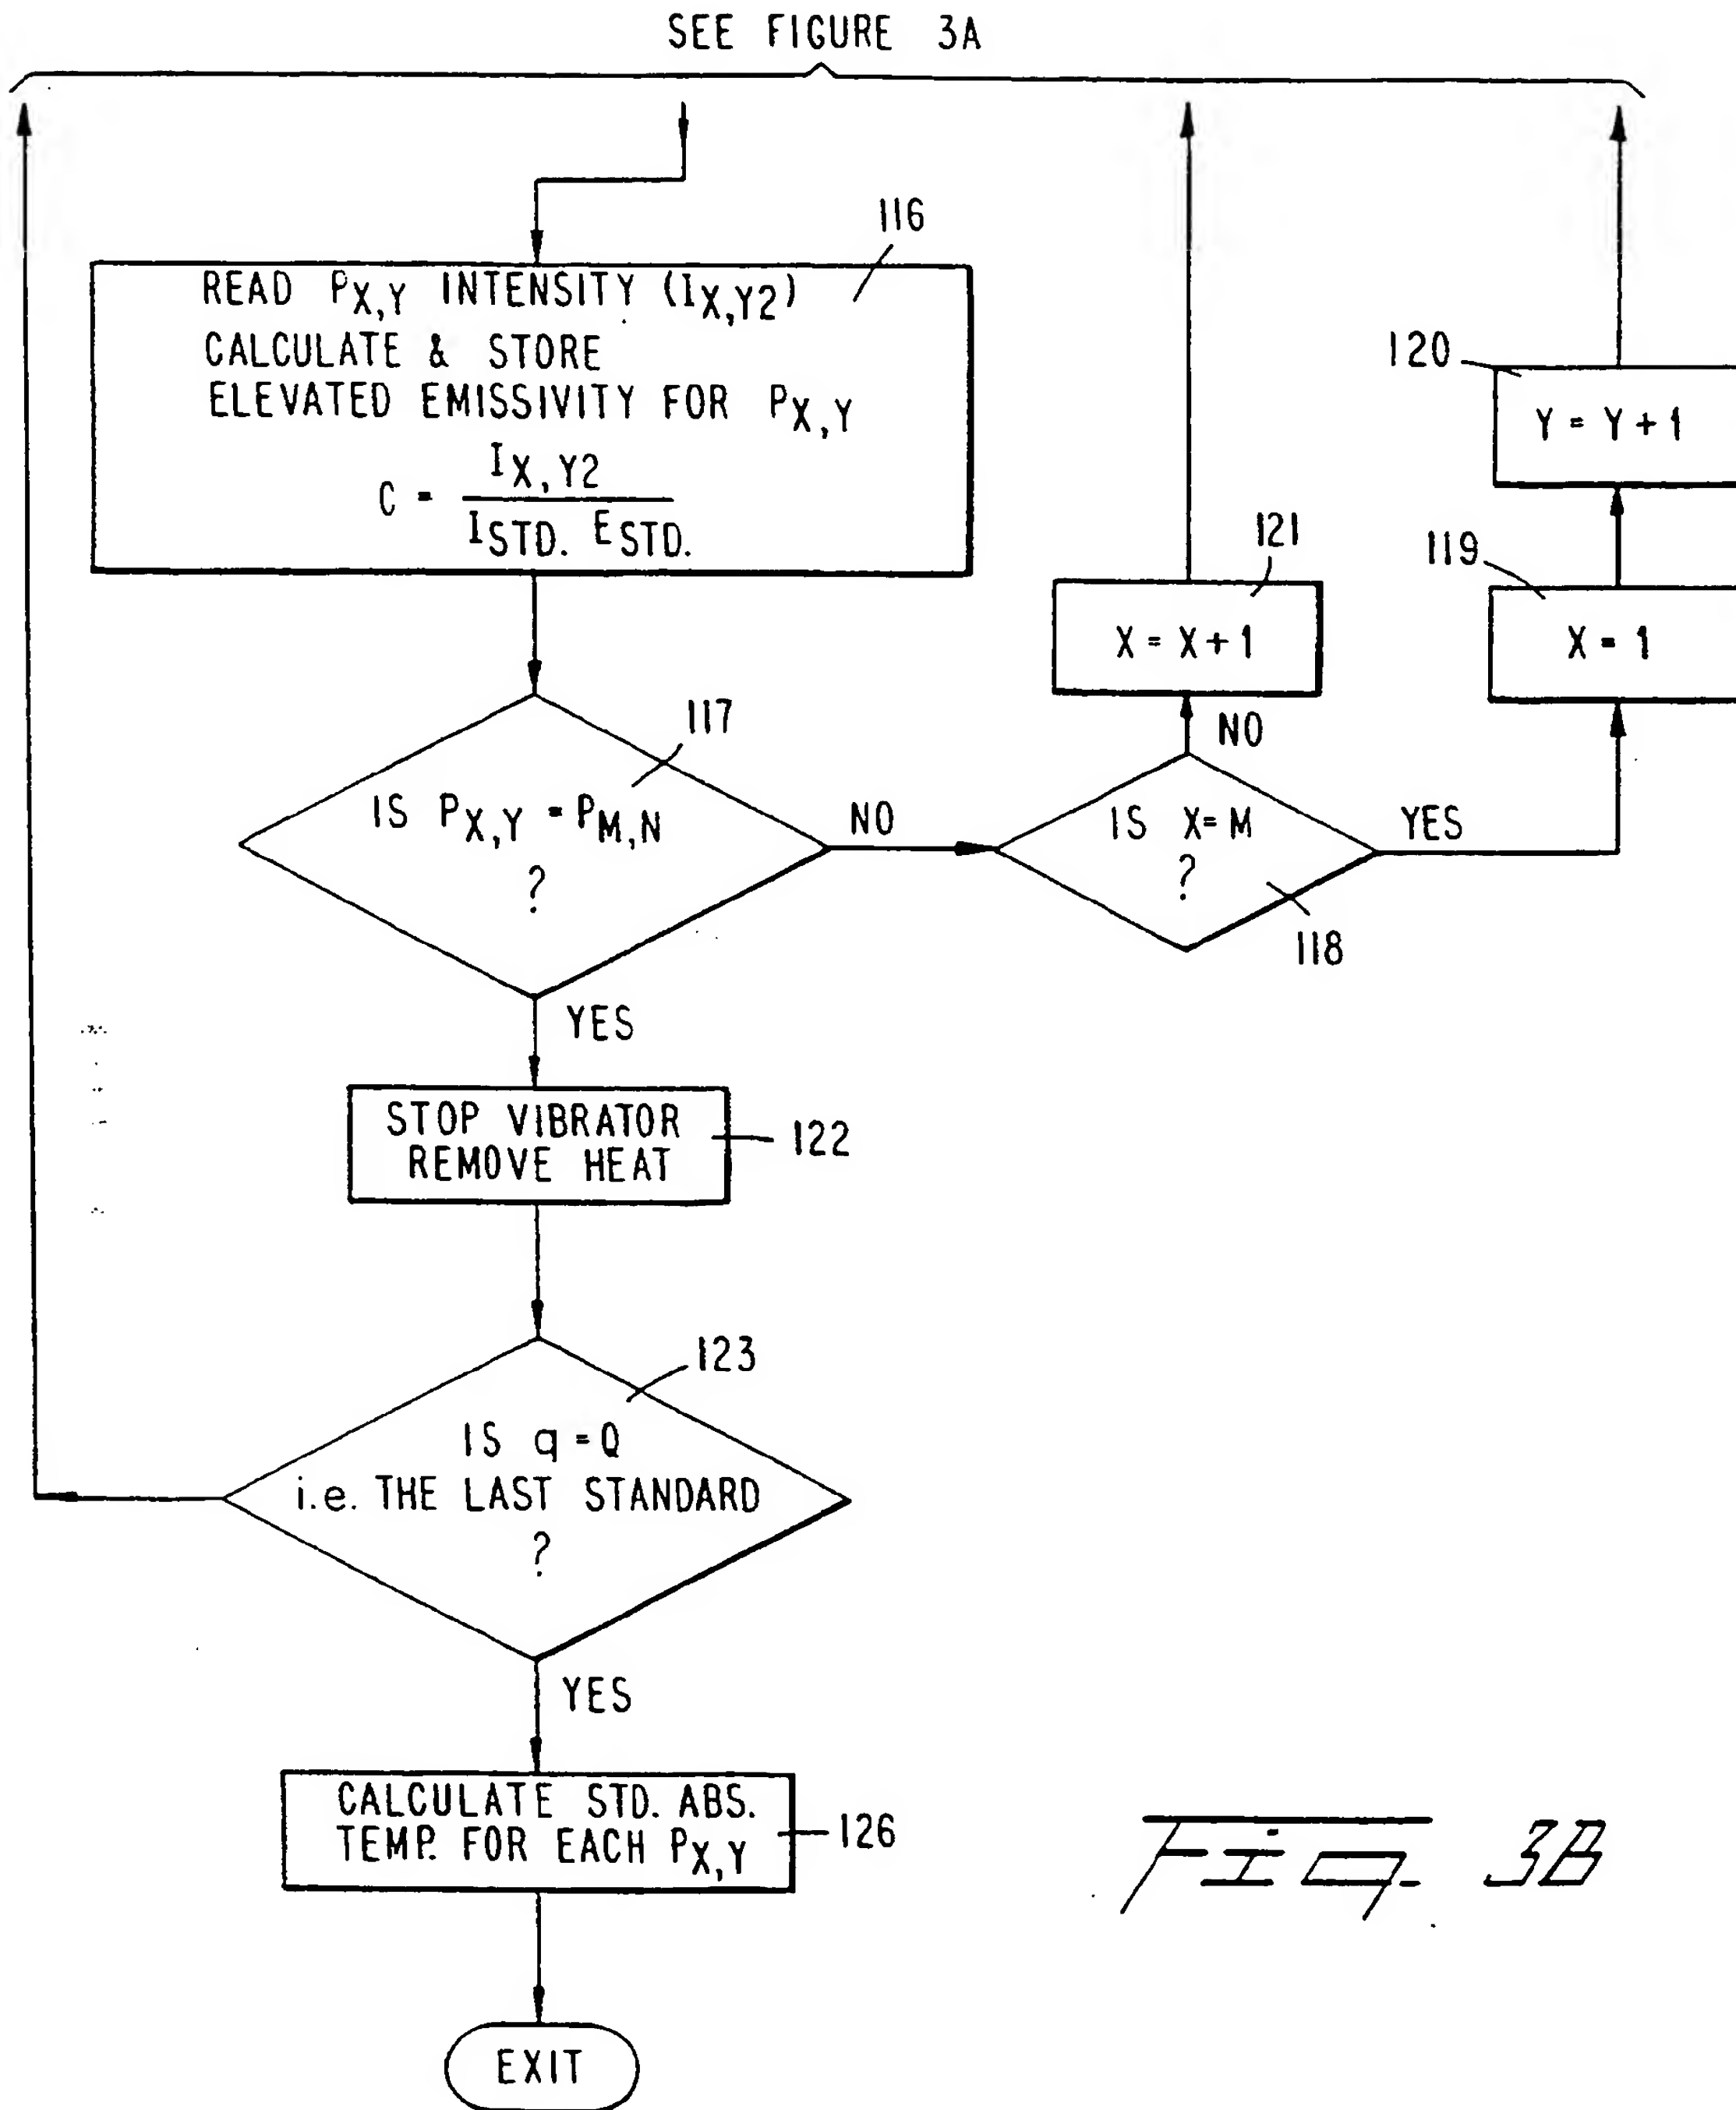 SEE FIGURE 3A
116
READ PX,Y INTENSITY (IX,Y2)
CALCULATE & STORE
ELEVATED EMISSIVITY FOR PX,Y
C = IX,Y2
ISTD. ESTD.
120
Y = Y + 1
121
119
X = X + 1
X = 1
117
NO
IS PX,Y = PM,N
?
NO
IS X = M
?
YES
118
YES
STOP VIBRATOR
REMOVE HEAT
122
123
IS q = Q
i.e. THE LAST STANDARD
?
YES
CALCULATE STD. ABS.
TEMP. FOR EACH PX,Y
126
Fig. 3B
EXIT